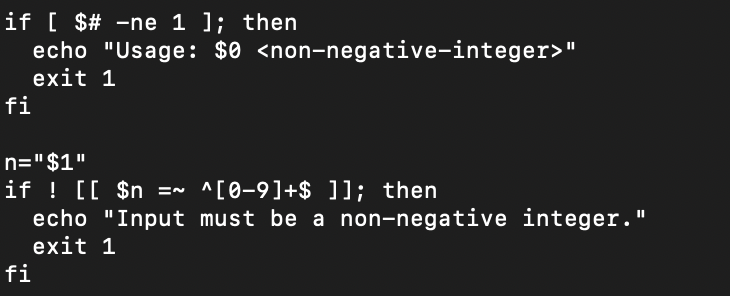 if [ $# -ne 1 ]; then
  echo "Usage: $0 <non-negative-integer>"
  exit 1
fi

n="$1"
if ! [[ $n =~ ^[0-9]+$ ]]; then
  echo "Input must be a non-negative integer."
  exit 1
fi